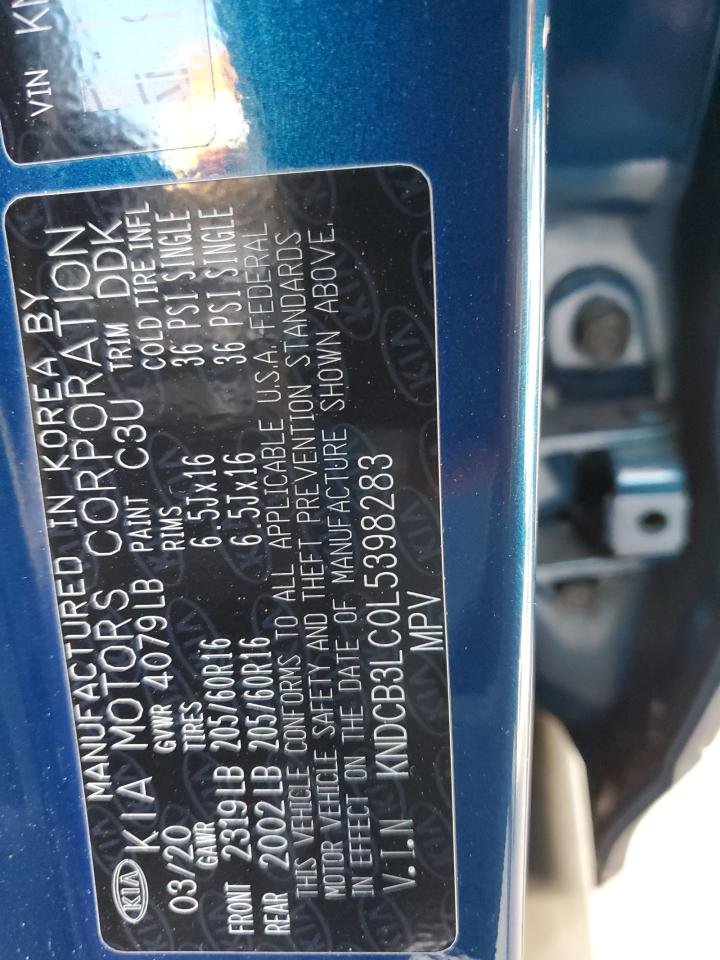 VIN KN
MANUFACTURED IN KOREA BY
KIA KIA MOTORS CORPORATION
03/20 GVWR 4079LB PAINT C3U TRIM DDK
GAWR TIRES RIMS COLD TIRE INFL
FRONT 2319LB 205/60R16 6.5Jx16 36 PSI SINGLE
REAR 2002LB 205/60R16 6.5Jx16 36 PSI SINGLE
THIS VEHICLE CONFORMS TO ALL APPLICABLE U.S.A. FEDERAL
MOTOR VEHICLE SAFETY AND THEFT PREVENTION STANDARDS
IN EFFECT ON THE DATE OF MANUFACTURE SHOWN ABOVE.
V.I.N KNDCB3LC0L5398283
MPV